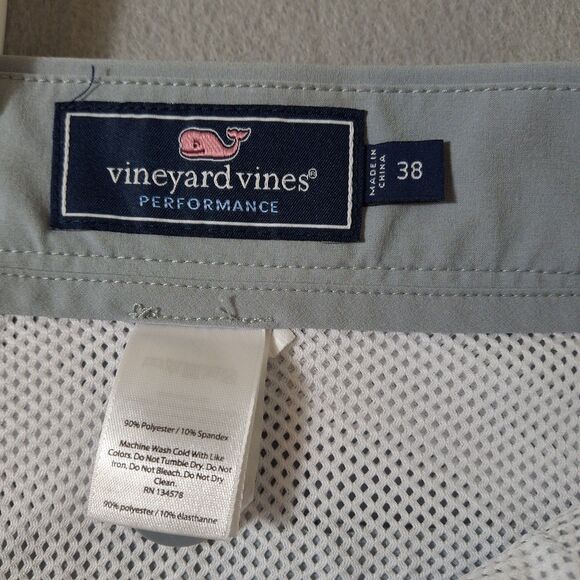 vineyard vines®
PERFORMANCE
MADE IN
CHINA
38
90% Polyester / 10% Spandex
Machine Wash Cold With Like
Colors. Do Not Tumble Dry. Do Not
Iron. Do Not Bleach. Do Not Dry
Clean.
RN 134578
90% polyester / 10% élasthanne